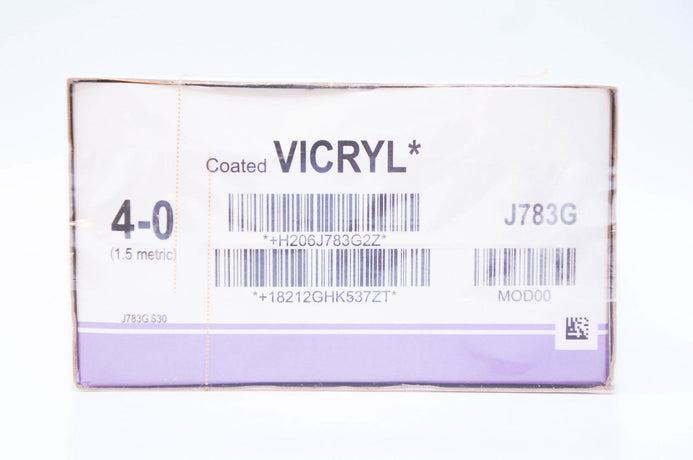 Coated VICRYL*
4-0
(1.5 metric)
*+H206J783G2Z*
J783G
*+18212GHK537ZT*
MOD00
J783G.S30